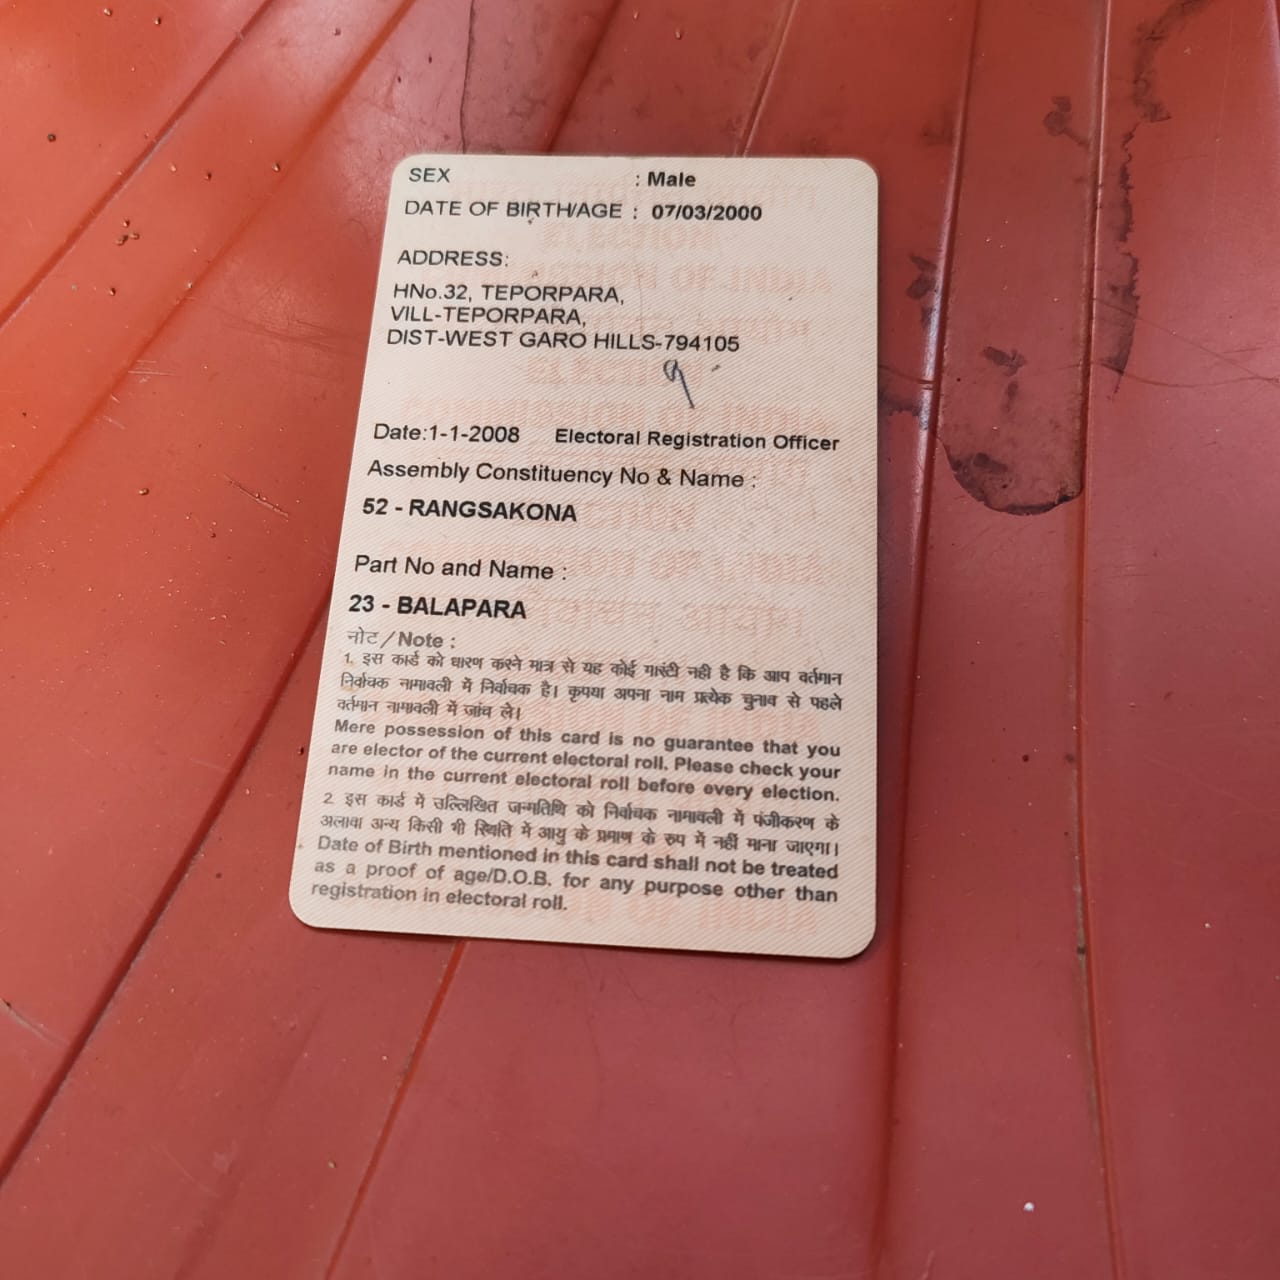 SEX : Male
DATE OF BIRTH/AGE : 07/03/2000
ADDRESS:
HNo.32, TEPORPARA,
VILL-TEPORPARA,
DIST-WEST GARO HILLS-794105
Date:1-1-2008 Electoral Registration Officer
Assembly Constituency No & Name :
52 - RANGSAKONA
Part No and Name :
23 - BALAPARA
नोट / Note :
1. इस कार्ड को धारण करने मात्र से यह कोई गारंटी नही है कि आप वर्तमान
निर्वाचक नामावली में निर्वाचक है। कृपया अपना नाम प्रत्येक चुनाव से पहले
वर्तमान नामावली में जांच ले।
Mere possession of this card is no guarantee that you
are elector of the current electoral roll. Please check your
name in the current electoral roll before every election.
2. इस कार्ड में उल्लिखित जन्मतिथि को निर्वाचक नामावली में पंजीकरण के
अलावा अन्य किसी भी स्थिति में आयु के प्रमाण के रुप में नहीं माना जाएगा।
Date of Birth mentioned in this card shall not be treated
as a proof of age/D.O.B. for any purpose other than
registration in electoral roll.